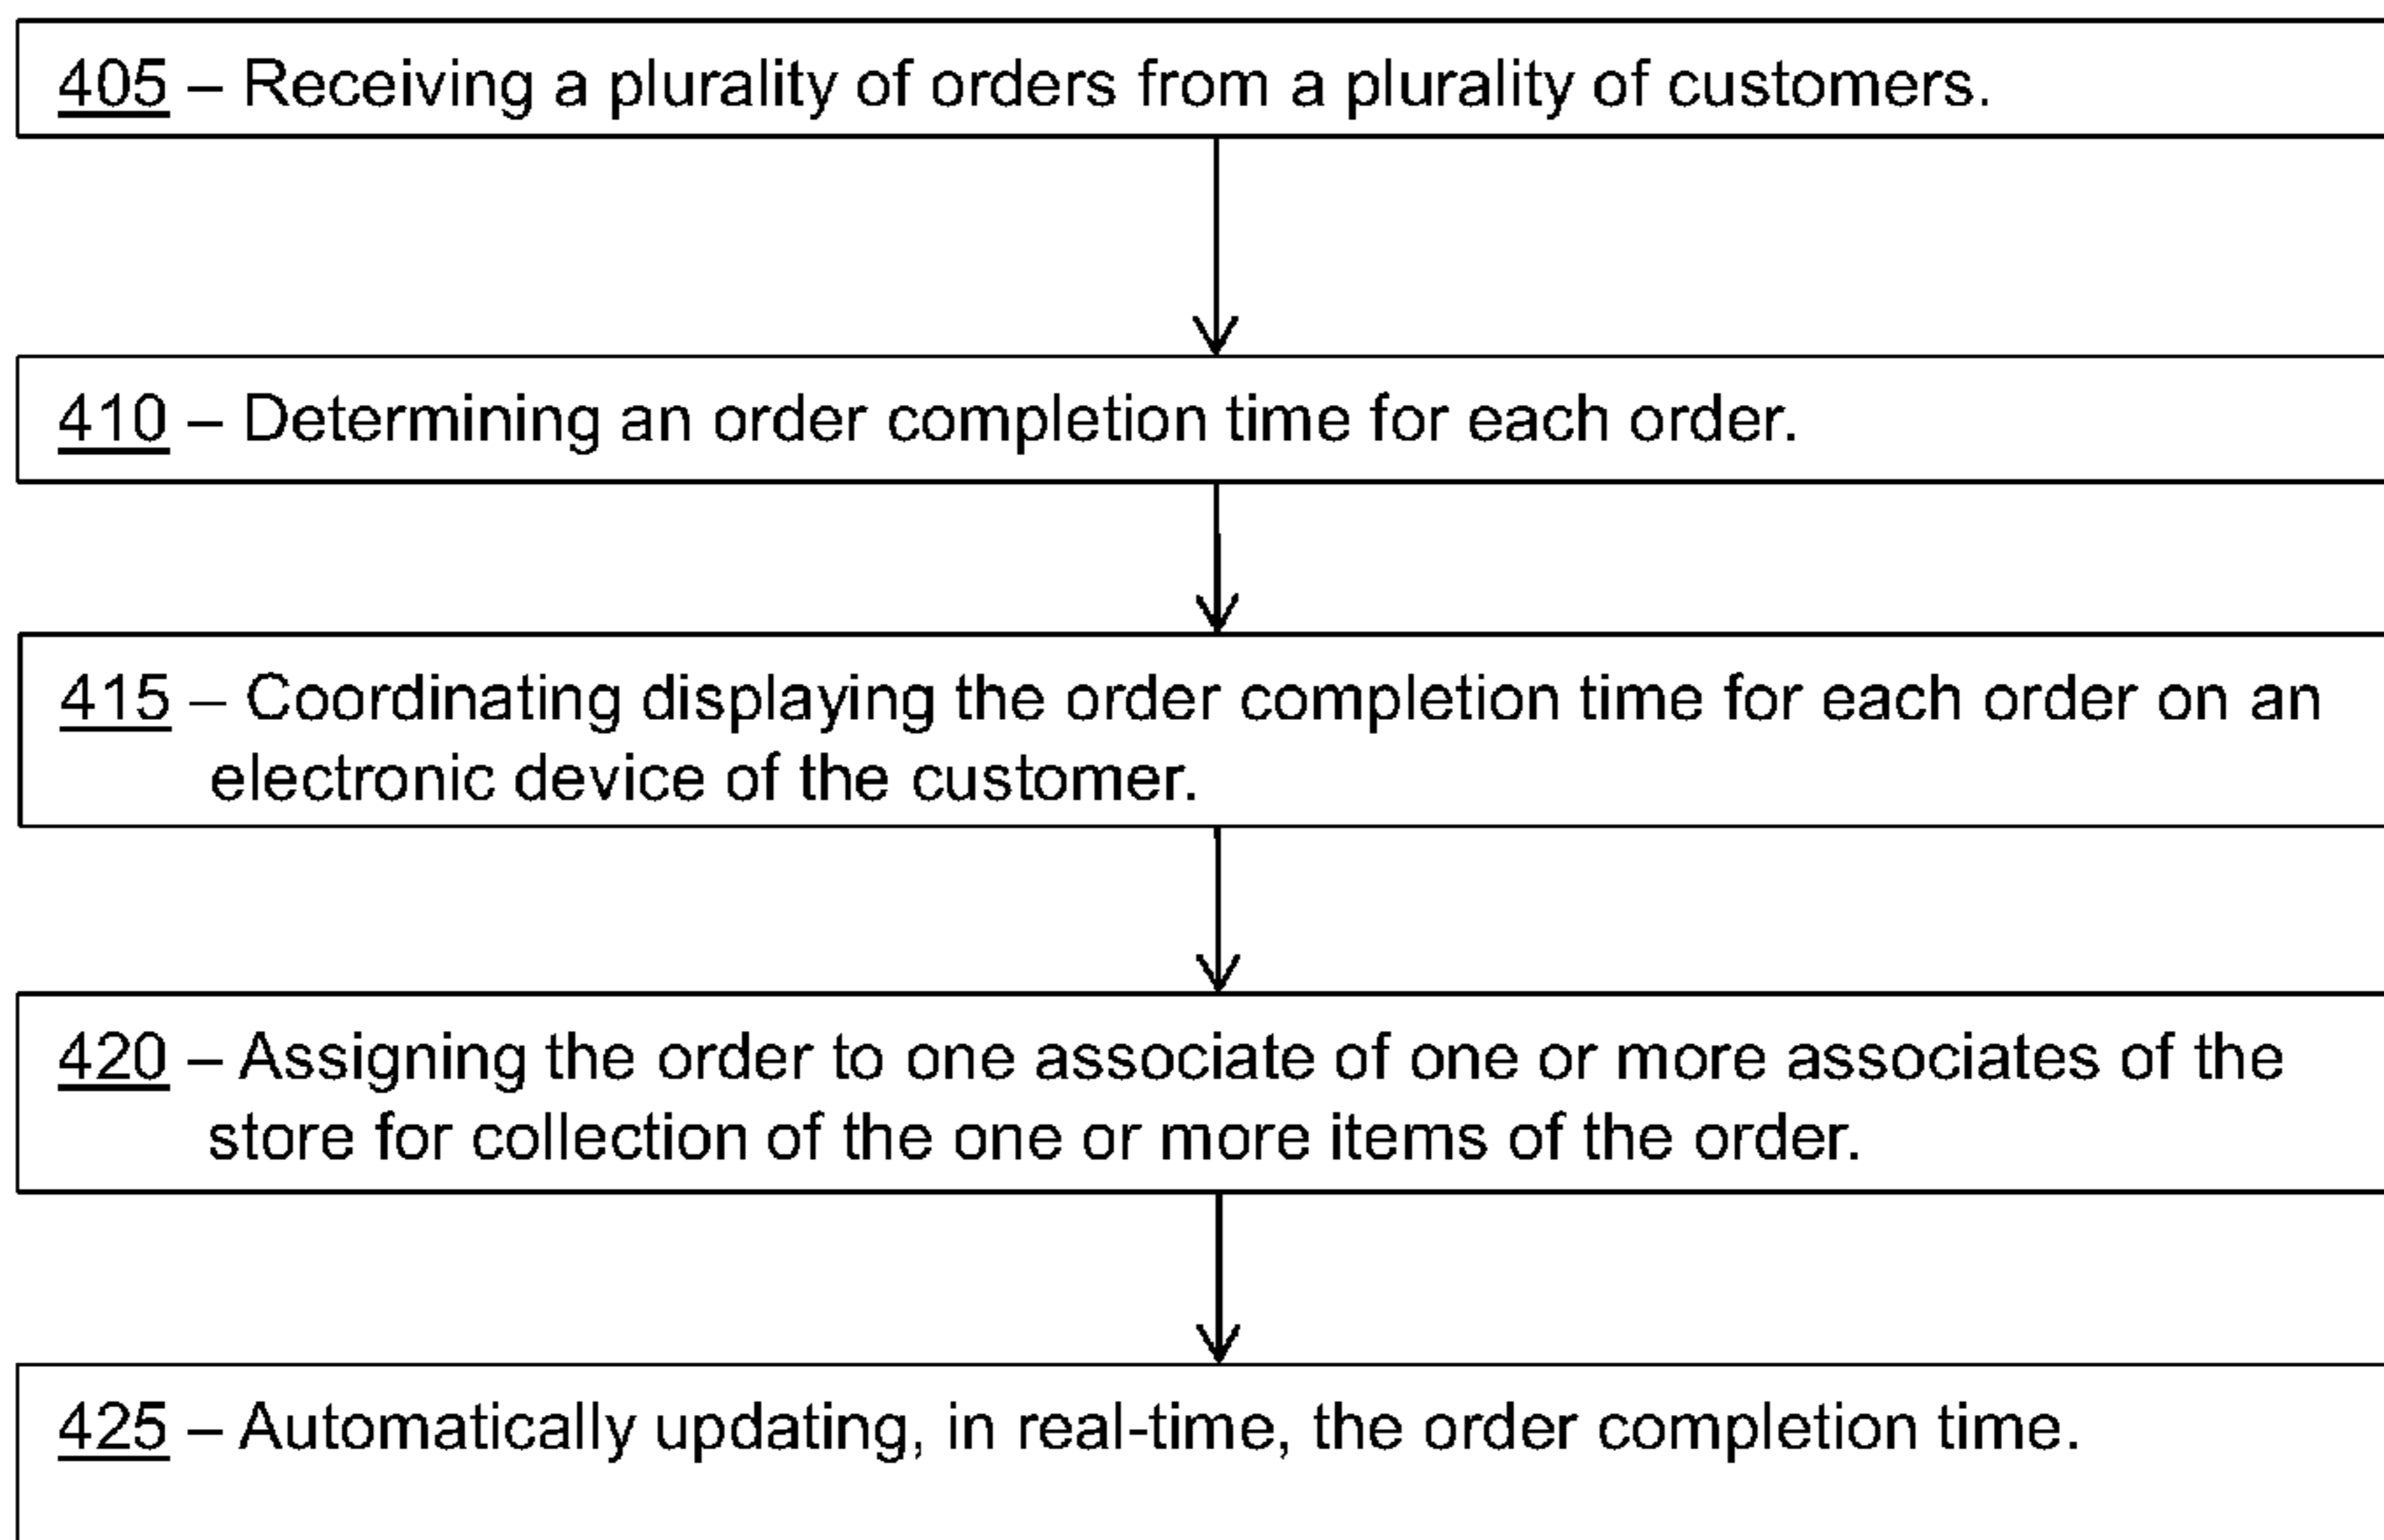 405 – Receiving a plurality of orders from a plurality of customers.
410 – Determining an order completion time for each order.
415 – Coordinating displaying the order completion time for each order on an
electronic device of the customer.
420 – Assigning the order to one associate of one or more associates of the
store for collection of the one or more items of the order.
425 – Automatically updating, in real-time, the order completion time.